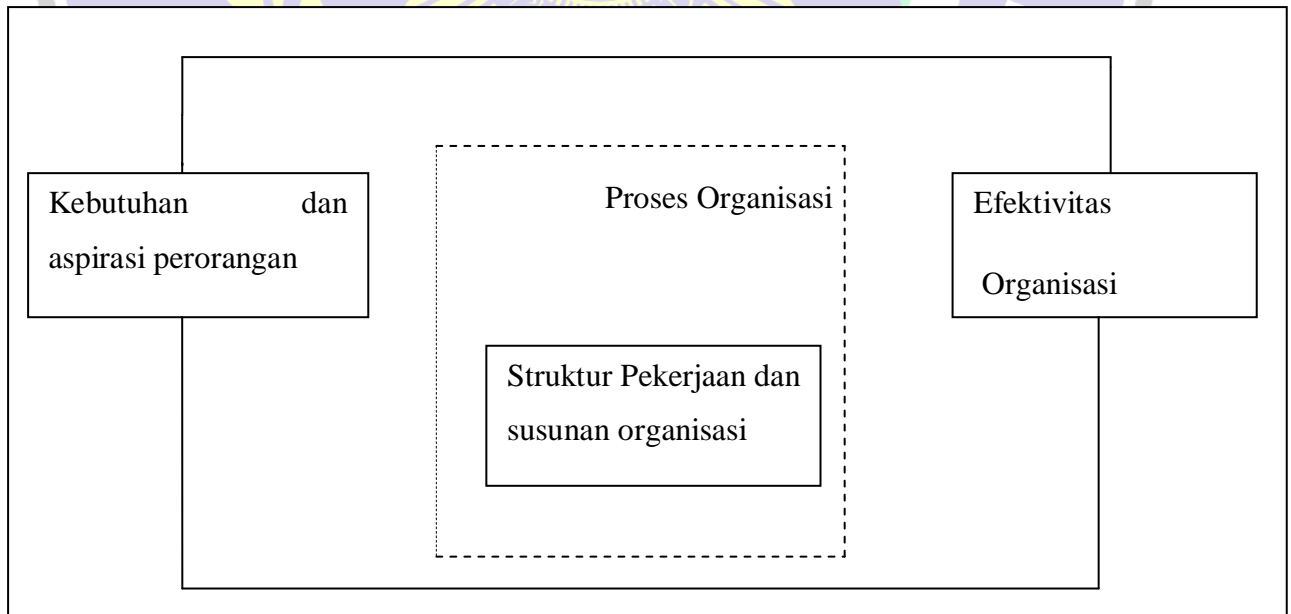 Kebutuhan dan
aspirasi perorangan
Proses Organisasi
Struktur Pekerjaan dan
susunan organisasi
Efektivitas
Organisasi